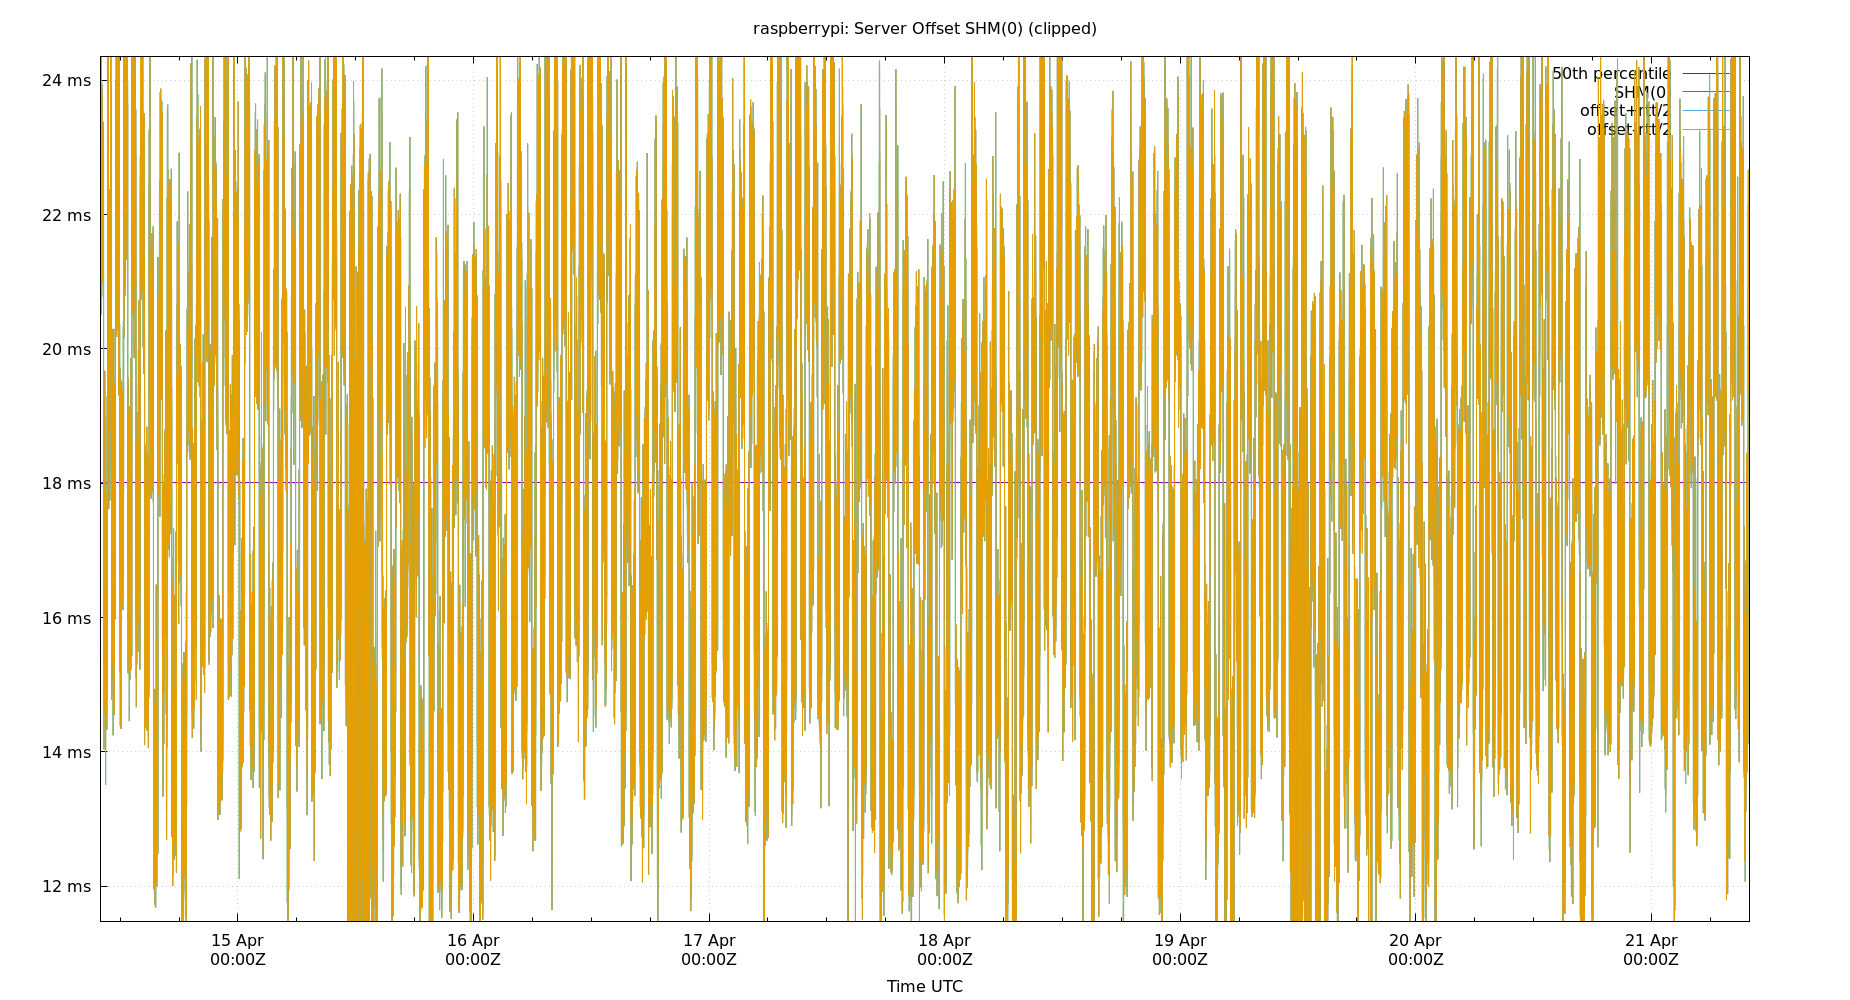 raspberrypi: Server Offset SHM(0) (clipped)
24 ms
22 ms
20 ms
18 ms
16 ms
14 ms
12 ms
50th percentile
SHM(0)
offset+rtt/2
offset-rtt/2
15 Apr
00:00Z
16 Apr
00:00Z
17 Apr
00:00Z
18 Apr
00:00Z
19 Apr
00:00Z
20 Apr
00:00Z
21 Apr
00:00Z
Time UTC